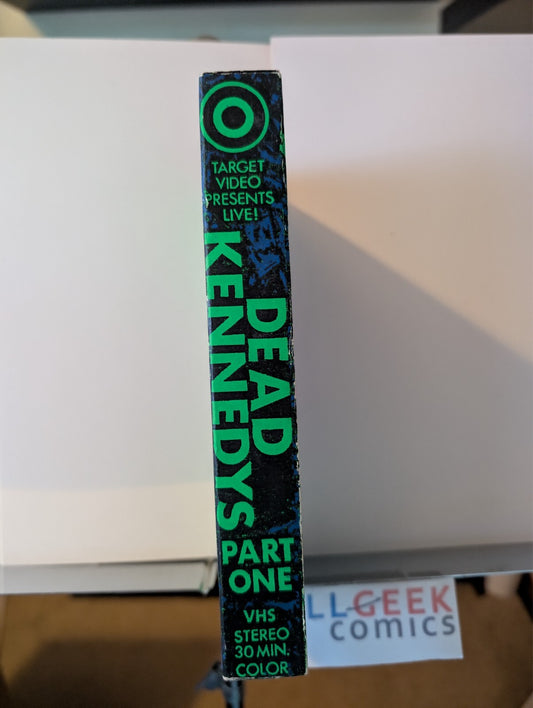 TARGET
VIDEO
PRESENTS
LIVE!
DEAD
KENNEDYS
PART
ONE
VHS
STEREO
30 MIN.
COLOR
LL GEEK
comics